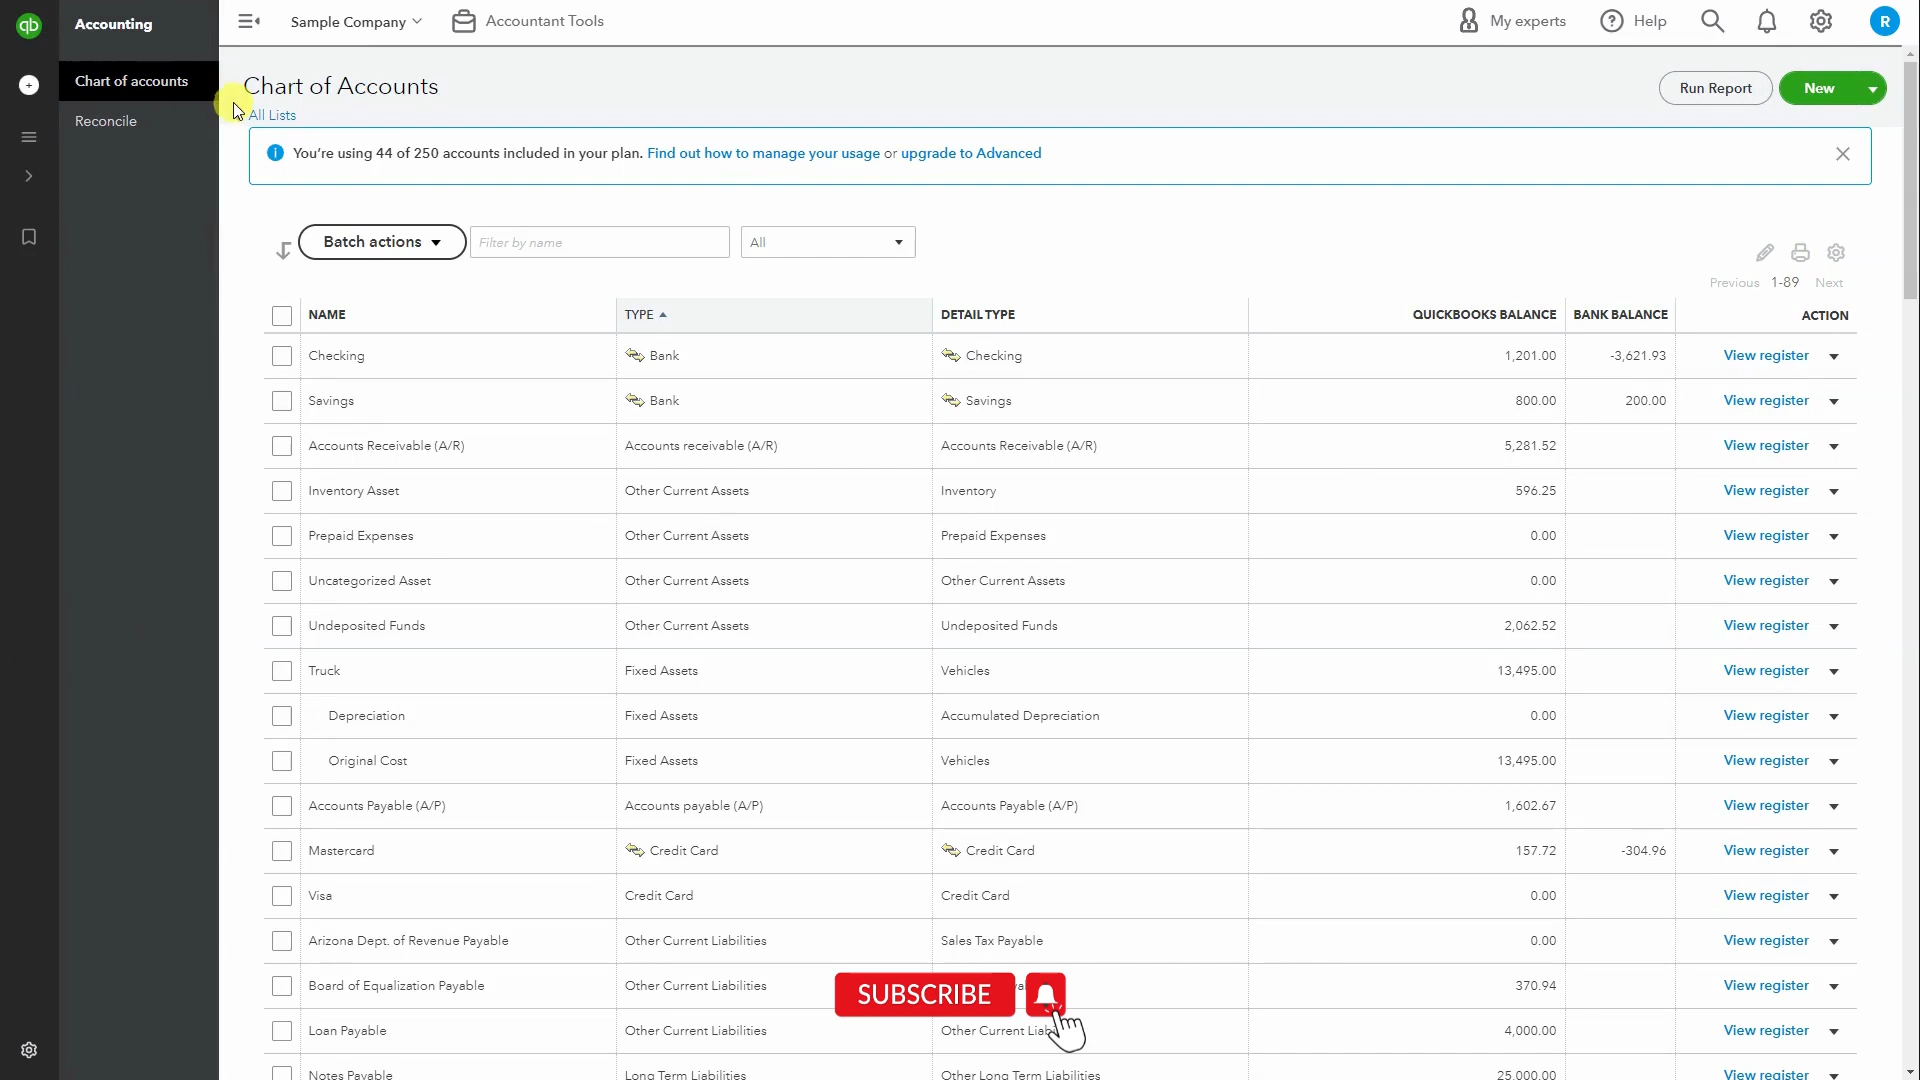 qb Accounting Sample Company Accountant Tools My experts ? Help R
Chart of accounts
Reconcile
Chart of Accounts
All Lists
Run Report New
i You're using 44 of 250 accounts included in your plan. Find out how to manage your usage or upgrade to Advanced
Batch actions Filter by name All
Previous 1-89 Next
NAME TYPE DETAIL TYPE QUICKBOOKS BALANCE BANK BALANCE ACTION
Checking Bank Checking 1,201.00 -3,621.93 View register
Savings Bank Savings 800.00 200.00 View register
Accounts Receivable (A/R) Accounts receivable (A/R) Accounts Receivable (A/R) 5,281.52 View register
Inventory Asset Other Current Assets Inventory 596.25 View register
Prepaid Expenses Other Current Assets Prepaid Expenses 0.00 View register
Uncategorized Asset Other Current Assets Other Current Assets 0.00 View register
Undeposited Funds Other Current Assets Undeposited Funds 2,062.52 View register
Truck Fixed Assets Vehicles 13,495.00 View register
Depreciation Fixed Assets Accumulated Depreciation 0.00 View register
Original Cost Fixed Assets Vehicles 13,495.00 View register
Accounts Payable (A/P) Accounts payable (A/P) Accounts Payable (A/P) 1,602.67 View register
Mastercard Credit Card Credit Card 157.72 -304.96 View register
Visa Credit Card Credit Card 0.00 View register
Arizona Dept. of Revenue Payable Other Current Liabilities Sales Tax Payable 0.00 View register
Board of Equalization Payable Other Current Liabilities 370.94 View register
SUBSCRIBE
Loan Payable Other Current Liabilities Other Current 4,000.00 View register
Notes Payable Long Term Liabilities Other Long Term Liabilities 25,000.00 View register